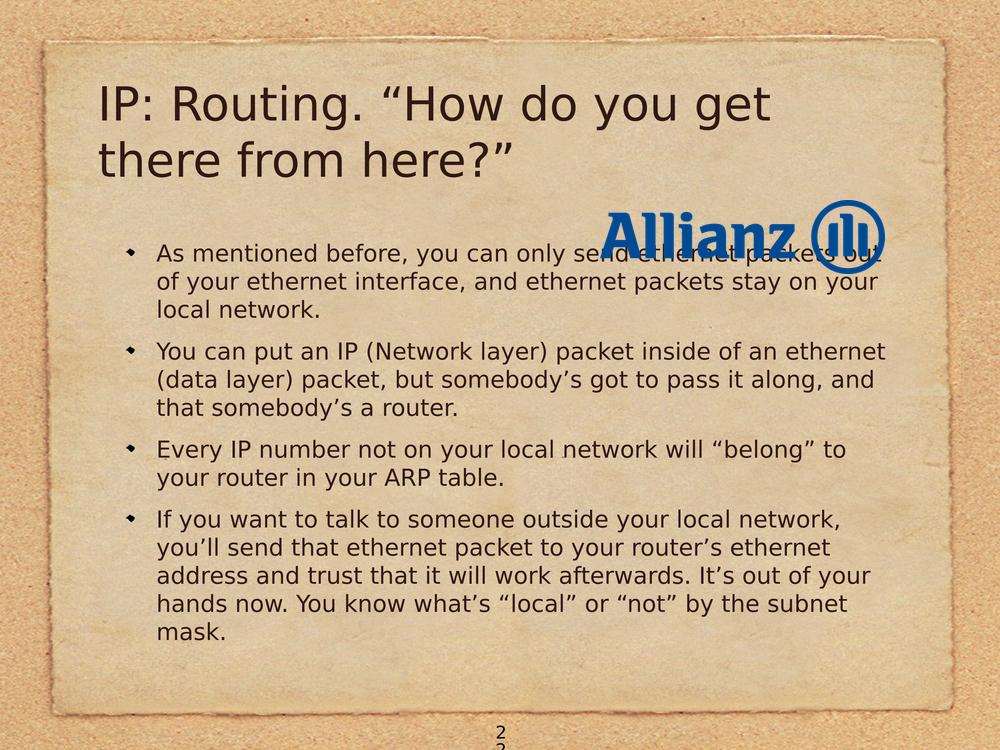 IP: Routing. “How do you get
there from here?”
Allianz
As mentioned before, you can only send ethernet packets out
of your ethernet interface, and ethernet packets stay on your
local network.
You can put an IP (Network layer) packet inside of an ethernet
(data layer) packet, but somebody’s got to pass it along, and
that somebody’s a router.
Every IP number not on your local network will “belong” to
your router in your ARP table.
If you want to talk to someone outside your local network,
you’ll send that ethernet packet to your router’s ethernet
address and trust that it will work afterwards. It’s out of your
hands now. You know what’s “local” or “not” by the subnet
mask.
2
2